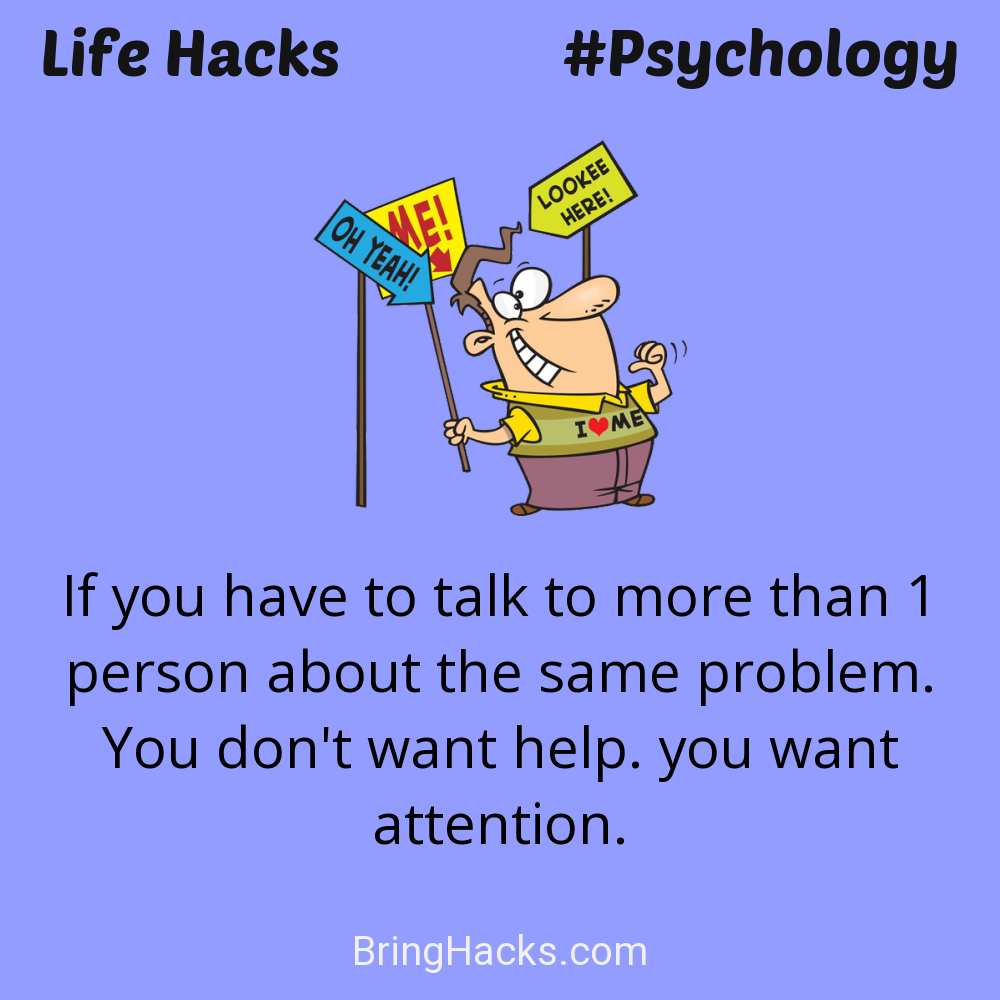 Life Hacks #Psychology
LOOKEE
HERE!
ME!
OH YEAH!
I ❤ ME
If you have to talk to more than 1
person about the same problem.
You don't want help. you want
attention.
BringHacks.com